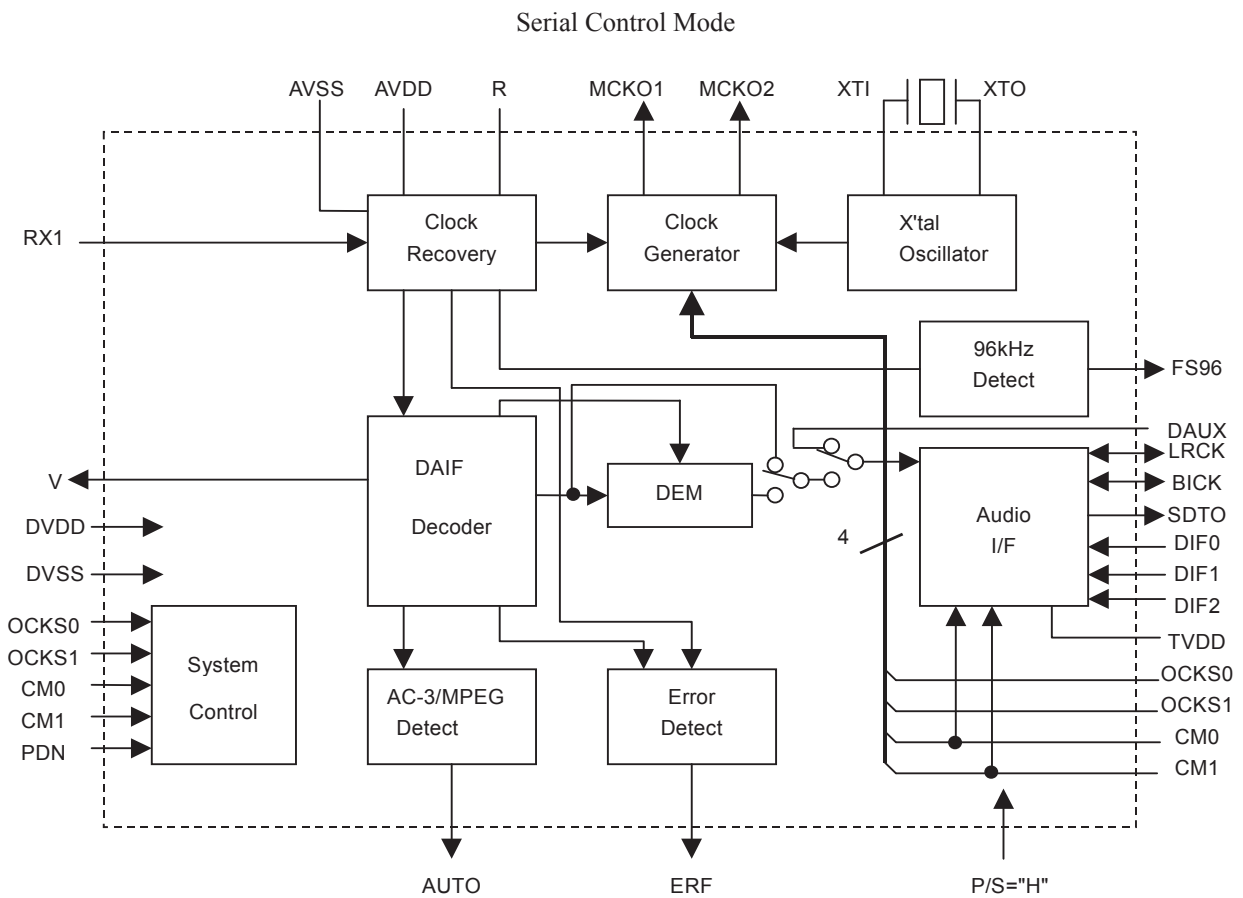 Serial Control Mode
AVSS
AVDD
R
MCKO1
MCKO2
XTI
XTO
RX1
Clock
Recovery
Clock
Generator
X'tal
Oscillator
96kHz
Detect
FS96
DAUX
LRCK
BICK
SDTO
DIF0
DIF1
DIF2
TVDD
OCKS0
OCKS1
CM0
CM1
V
DVDD
DVSS
OCKS0
OCKS1
CM0
CM1
PDN
DAIF
Decoder
DEM
4
Audio
I/F
System
Control
AC-3/MPEG
Detect
Error
Detect
AUTO
ERF
P/S="H"